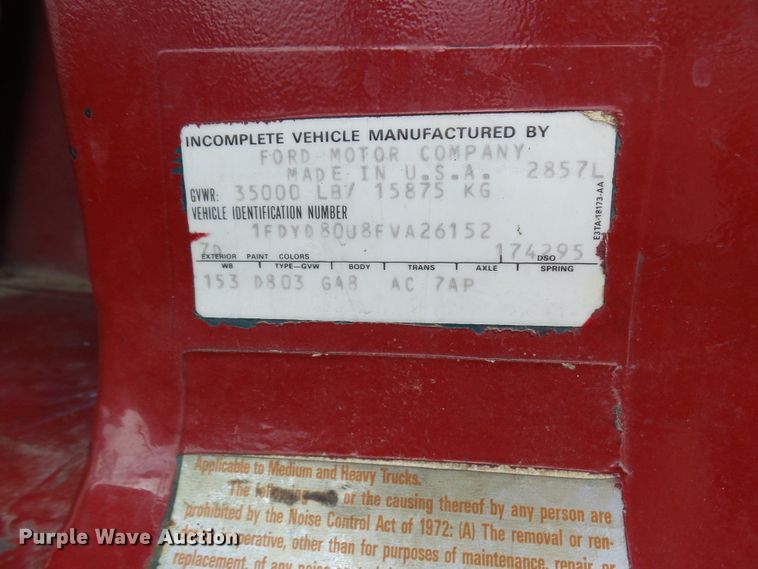 INCOMPLETE VEHICLE MANUFACTURED BY
FORD MOTOR COMPANY
MADE IN U.S.A. 2857L
GVWR: 35000 LB/ 15875 KG
VEHICLE IDENTIFICATION NUMBER
1FDYD80U8FVA26152
7D 174295
EXTERIOR PAINT COLORS DSO
WB TYPE-GVW BODY TRANS AXLE SPRING
153 D803 GA8 AC 7AP
E3TA-18173-AA
Applicable to Medium and Heavy Trucks.
The or the causing thereof by any person are
prohibited by the Noise Control Act of 1972: (A) The removal or ren-
operative, other than for purposes of maintenance, repair, or
replacement, of any noise
Purple Wave Auction